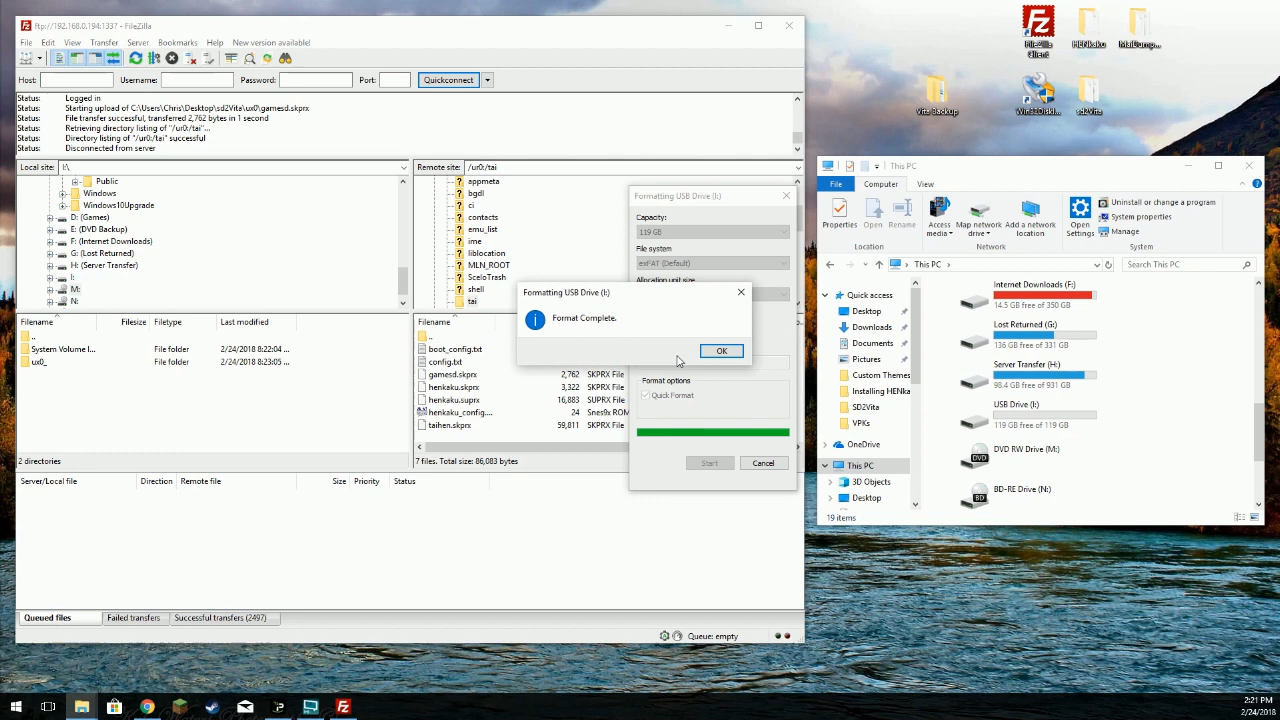 ftp://192.168.0.194:1337 - FileZilla
File Edit View Transfer Server Bookmarks Help New version available!
Host: Username: Password: Port: Quickconnect
Status: Logged in
Status: Starting upload of C:\Users\Chris\Desktop\sd2Vita\ux0\gamesd.skprx
Status: File transfer successful, transferred 2,762 bytes in 1 second
Status: Retrieving directory listing of "/ur0:/tai"...
Status: Directory listing of "/ur0:/tai" successful
Status: Disconnected from server
Local site: I:\
Public
Windows
Windows10Upgrade
D: (Games)
E: (DVD Backup)
F: (Internet Downloads)
G: (Lost Returned)
H: (Server Transfer)
I:
M:
N:
Remote site: /ur0:/tai
appmeta
bgdl
ci
contacts
emu_list
ime
liblocation
MLN_ROOT
SceIoTrash
shell
tai
Filename Filesize Filetype Last modified
..
System Volume I... File folder 2/24/2018 8:22:04 ...
ux0_ File folder 2/24/2018 8:23:05 ...
2 directories
Filename
..
boot_config.txt
config.txt
gamesd.skprx 2,762 SKPRX File
henkaku.skprx 3,322 SKPRX File
henkaku.suprx 16,883 SUPRX File
henkaku_config.... 24 Snes9x ROM
taihen.skprx 59,811 SKPRX File
7 files. Total size: 86,083 bytes
Server/Local file Direction Remote file Size Priority Status
Queued files Failed transfers Successful transfers (2497)
Queue: empty
Formatting USB Drive (I:)
Capacity:
119 GB
File system
exFAT (Default)
Allocation unit size
Format options
Quick Format
Start Cancel
Formatting USB Drive (I:)
Format Complete.
OK
FileZilla
Client
HENkaku
MaiDump...
Vita Backup
Win32Diskl...
sd2Vita
This PC
File Computer View
Properties
Open
Rename
Access
media
Map network
drive
Add a network
location
Open
Settings
Uninstall or change a program
System properties
Manage
Location Network System
This PC
Search This PC
Quick access
Desktop
Downloads
Documents
Pictures
Custom Themes
Installing HENka
SD2Vita
VPKs
OneDrive
This PC
3D Objects
Desktop
Internet Downloads (F:)
14.5 GB free of 350 GB
Lost Returned (G:)
136 GB free of 331 GB
Server Transfer (H:)
98.4 GB free of 931 GB
USB Drive (I:)
119 GB free of 119 GB
DVD
DVD RW Drive (M:)
BD
BD-RE Drive (N:)
19 items
2:21 PM
2/24/2018